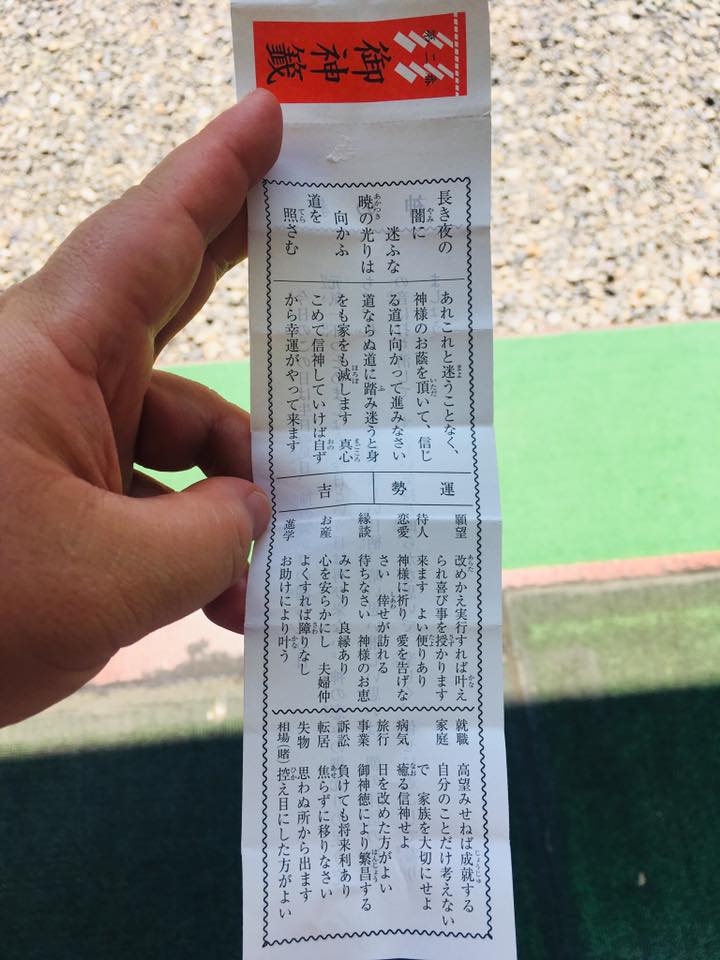 第二番
御神籤
長き夜の
闇に
迷ふな
暁の光りは
向かふ
道を
照さむ
あれこれと迷うことなく、
神様のお蔭を頂いて、信じ
る道に向かって進みなさい
道ならぬ道に踏み迷うと身
をも家をも滅します 真心
こめて信神していけば自ず
から幸運がやって来ます
運勢
吉
願望 改めかえ実行すれば叶え
られ喜び事を授かります
待人 来ます よい便りあり
恋愛 神様に祈り 愛を告げな
さい 倖せが訪れる
縁談 待ちなさい 神様のお恵
みにより 良縁あり
お産 心を安らかにし 夫婦仲
よくすれば障りなし
進学 お助けにより叶う
就職 高望みせねば成就する
家庭 自分のことだけ考えない
で 家族を大切にせよ
病気 癒る信神せよ
旅行 日を改めた方がよい
事業 御神徳により繁昌する
訴訟 負けても将来利あり
転居 焦らずに移りなさい
失物 思わぬ所から出ます
相場(賭) 控え目にした方がよい